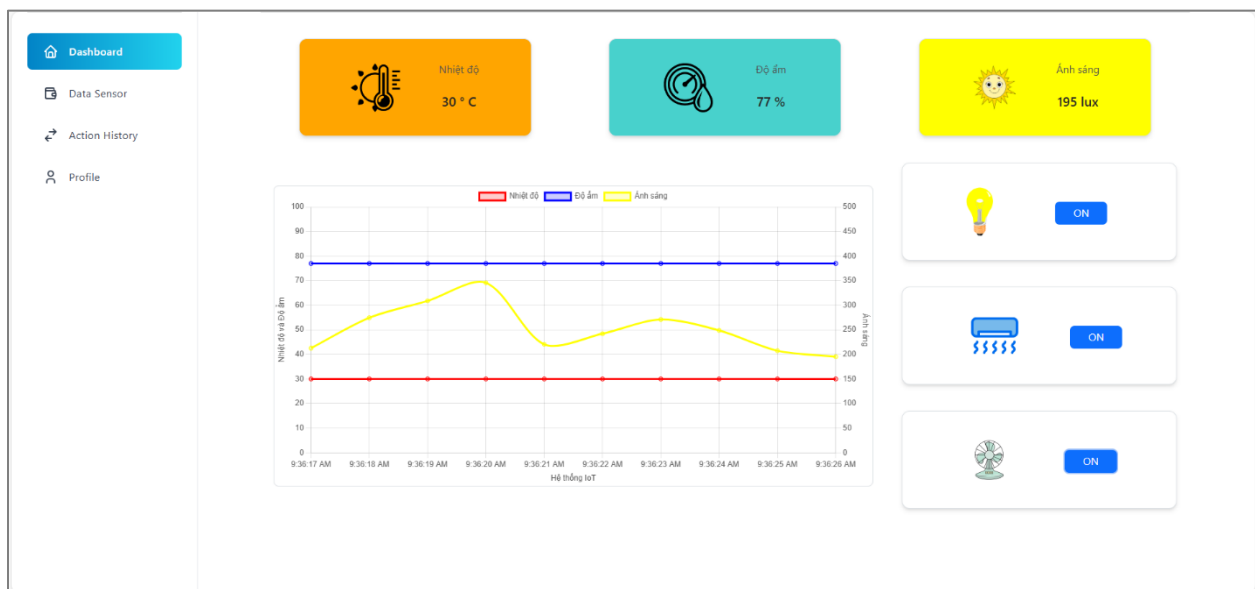 Dashboard
Data Sensor
Action History
Profile
Nhiệt độ
30 ° C
Độ ẩm
77 %
Ánh sáng
195 lux
Nhiệt độ Độ ẩm Ánh sáng
Nhiệt độ và Độ ẩm
100
90
80
70
60
50
40
30
20
10
0
500
450
400
350
300
250
200
150
100
50
0
Ánh sáng
9:36:17 AM 9:36:18 AM 9:36:19 AM 9:36:20 AM 9:36:21 AM 9:36:22 AM 9:36:23 AM 9:36:24 AM 9:36:25 AM 9:36:26 AM
Hệ thống IoT
ON
ON
ON